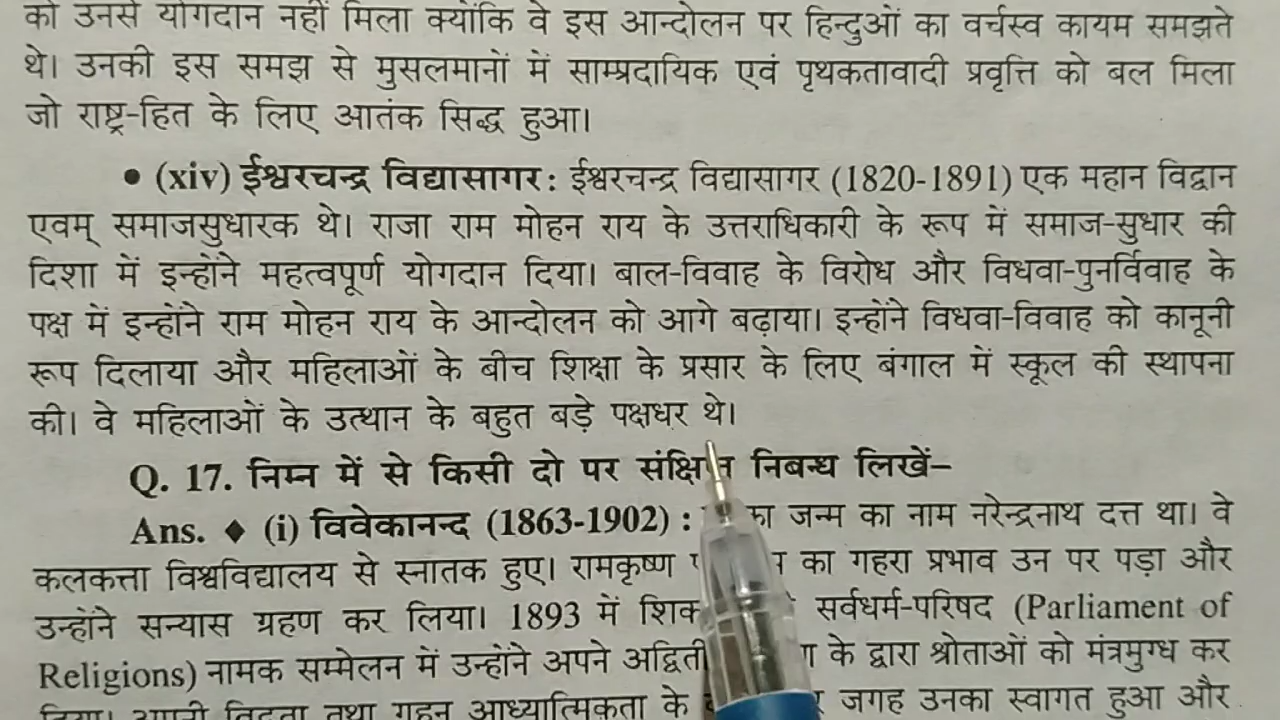 को उनसे योगदान नहीं मिला क्योंकि वे इस आन्दोलन पर हिन्दुओं का वर्चस्व कायम समझते
थे। उनकी इस समझ से मुसलमानों में साम्प्रदायिक एवं पृथकतावादी प्रवृत्ति को बल मिला
जो राष्ट्र-हित के लिए आतंक सिद्ध हुआ।
• (xiv) ईश्वरचन्द्र विद्यासागर: ईश्वरचन्द्र विद्यासागर (1820-1891) एक महान विद्वान
एवम् समाजसुधारक थे। राजा राम मोहन राय के उत्तराधिकारी के रूप में समाज-सुधार की
दिशा में इन्होंने महत्वपूर्ण योगदान दिया। बाल-विवाह के विरोध और विधवा-पुनर्विवाह के
पक्ष में इन्होंने राम मोहन राय के आन्दोलन को आगे बढ़ाया। इन्होंने विधवा-विवाह को कानूनी
रूप दिलाया और महिलाओं के बीच शिक्षा के प्रसार के लिए बंगाल में स्कूल की स्थापना
की। वे महिलाओं के उत्थान के बहुत बड़े पक्षधर थे।
Q. 17. निम्न में से किसी दो पर संक्षिप्त निबन्ध लिखें–
Ans. ♦ (i) विवेकानन्द (1863-1902) : का जन्म का नाम नरेन्द्रनाथ दत्त था। वे
कलकत्ता विश्वविद्यालय से स्नातक हुए। रामकृष्ण का गहरा प्रभाव उन पर पड़ा और
उन्होंने सन्यास ग्रहण कर लिया। 1893 में सर्वधर्म-परिषद (Parliament of
Religions) नामक सम्मेलन में उन्होंने अपने के द्वारा श्रोताओं को मंत्रमुग्ध कर
तथा गहन आध्यात्मिकता के जगह उनका स्वागत हुआ और